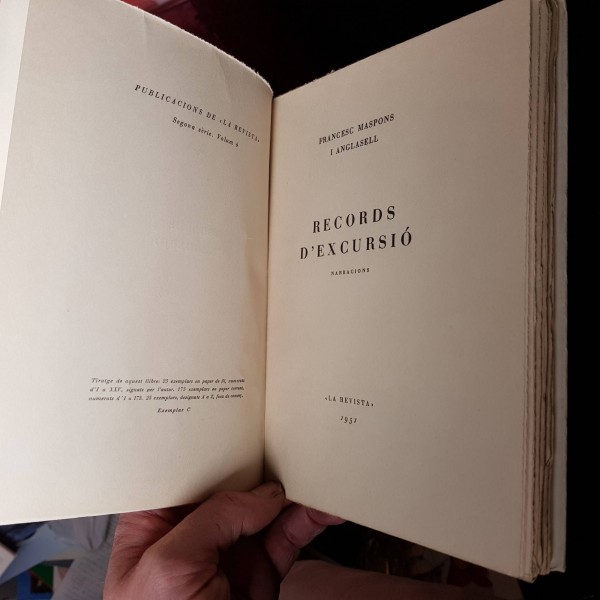 PUBLICACIONS DE «LA REVISTA»
Segona sèrie. Volum 4
Tiratge de aquest llibre: 25 exemplars en paper de fil, numerats
d'I a XXV, signats per l'autor. 175 exemplars en paper corrent,
numerats d'1 a 175. 25 exemplars, designats A a S, fora de comerç.
Exemplar C
FRANCESC MASPONS
I ANGLASELL
RECORDS
D'EXCURSIÓ
NARRACIONS
«LA REVISTA»
1931